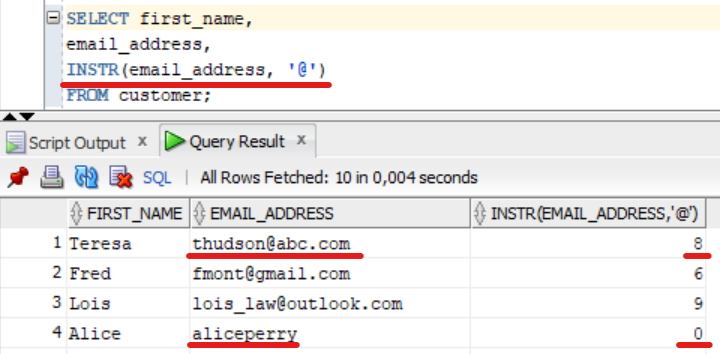 SELECT first_name,
email_address,
INSTR(email_address, '@')
FROM customer;
Script Output x Query Result x
SQL | All Rows Fetched: 10 in 0,004 seconds
FIRST_NAME EMAIL_ADDRESS INSTR(EMAIL_ADDRESS,'@')
1 Teresa thudson@abc.com 8
2 Fred fmont@gmail.com 6
3 Lois lois_law@outlook.com 9
4 Alice aliceperry 0